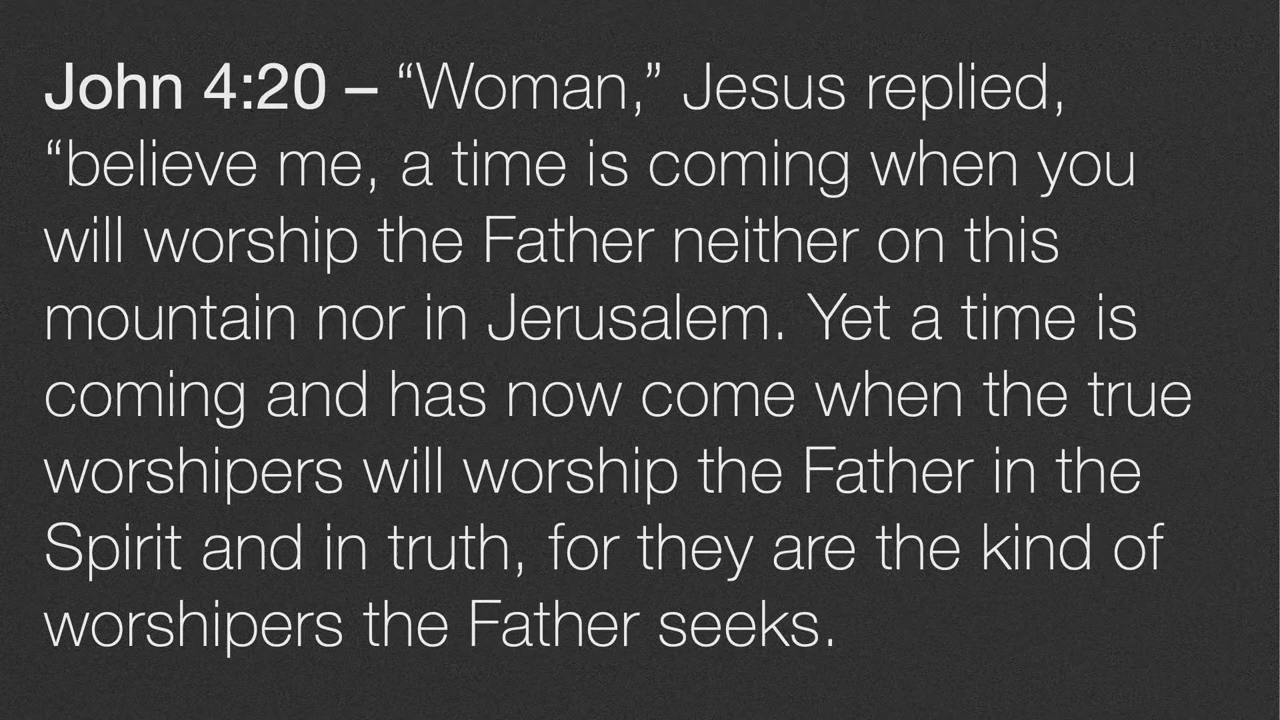 John 4:20 – “Woman,” Jesus replied,
“believe me, a time is coming when you
will worship the Father neither on this
mountain nor in Jerusalem. Yet a time is
coming and has now come when the true
worshipers will worship the Father in the
Spirit and in truth, for they are the kind of
worshipers the Father seeks.